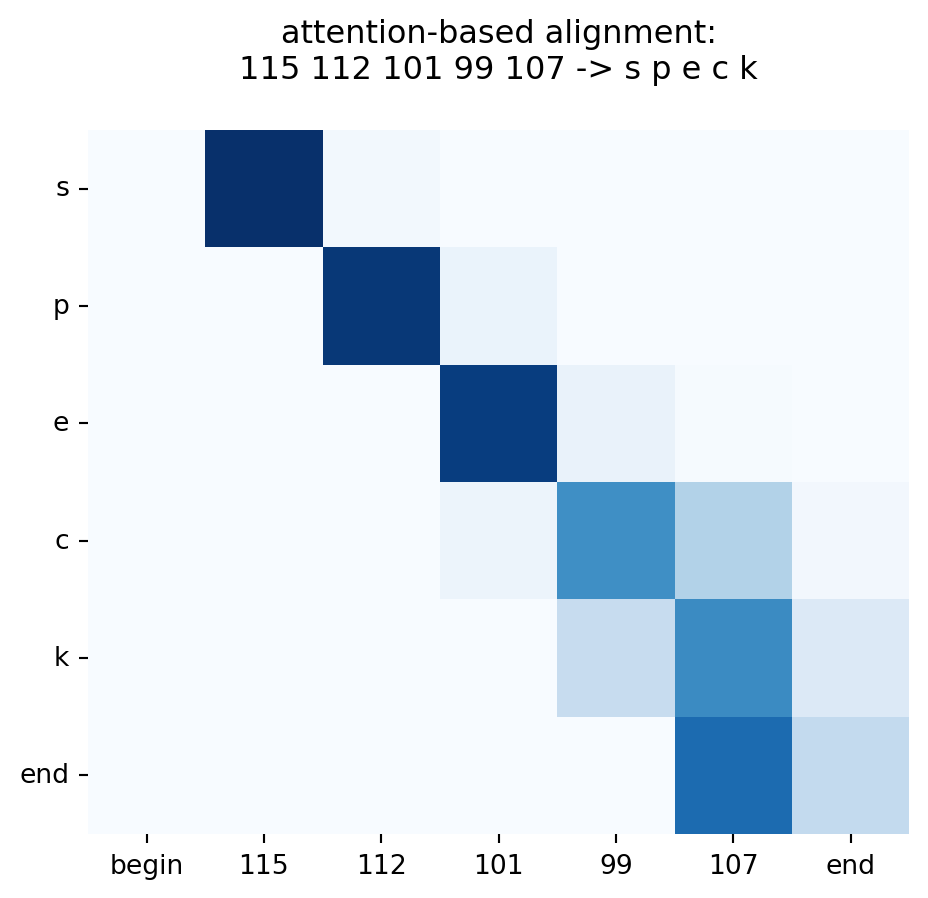 attention-based alignment:
115 112 101 99 107 -> s p e c k
s
p
e
c
k
end
begin 115 112 101 99 107 end